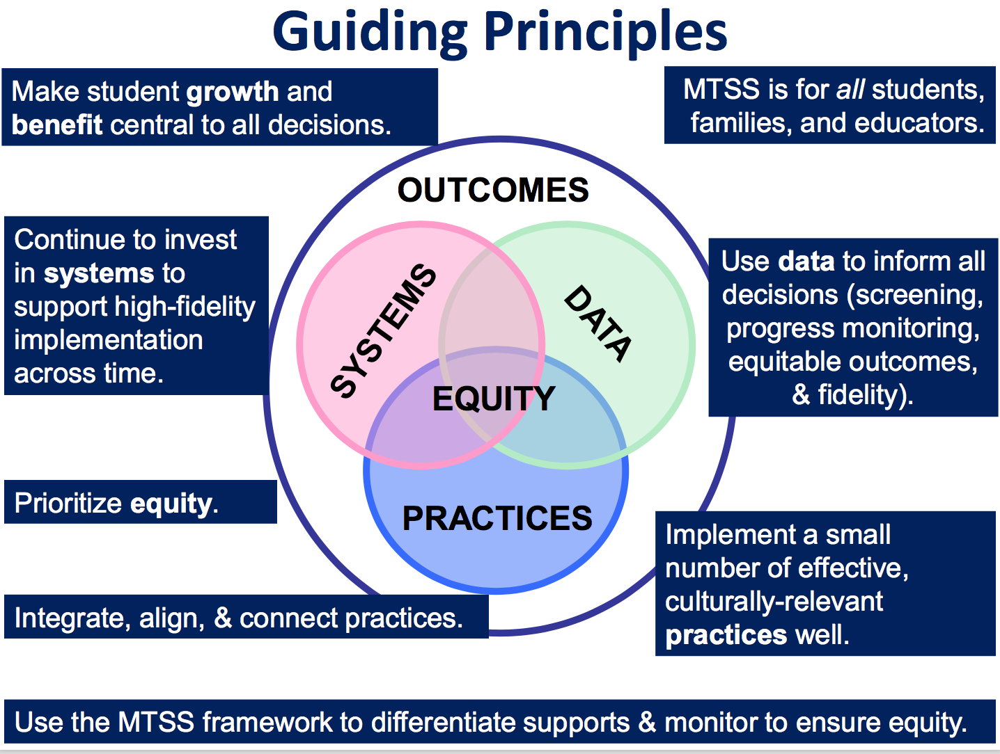 Guiding Principles
Make student growth and
benefit central to all decisions.
MTSS is for all students,
families, and educators.
OUTCOMES
Continue to invest
in systems to
support high-fidelity
implementation
across time.
SYSTEMS
DATA
Use data to inform all
decisions (screening,
progress monitoring,
equitable outcomes,
& fidelity).
EQUITY
Prioritize equity.
PRACTICES
Implement a small
number of effective,
culturally-relevant
practices well.
Integrate, align, & connect practices.
Use the MTSS framework to differentiate supports & monitor to ensure equity.